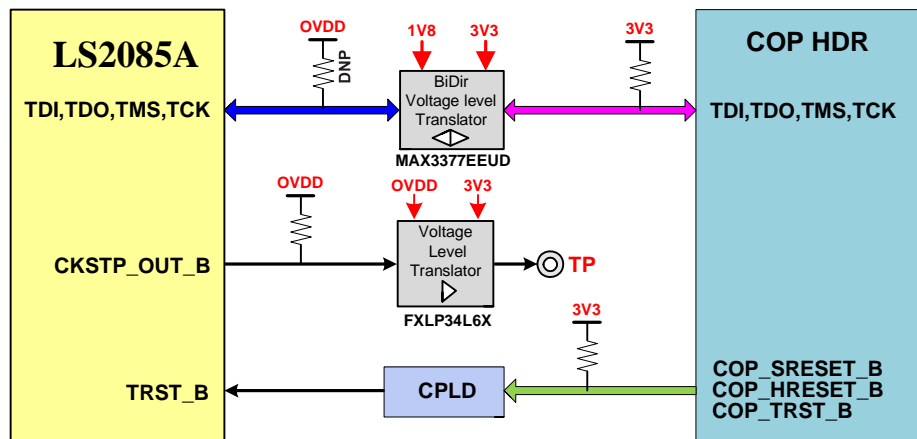 OVDD
1V8
3V3
3V3
LS2085A
COP HDR
DNP
BiDir
Voltage level
Translator
TDI,TDO,TMS,TCK
TDI,TDO,TMS,TCK
MAX3377EEUD
OVDD
OVDD
3V3
Voltage
Level
Translator
CKSTP_OUT_B
TP
FXLP34L6X
3V3
TRST_B
CPLD
COP_SRESET_B
COP_HRESET_B
COP_TRST_B